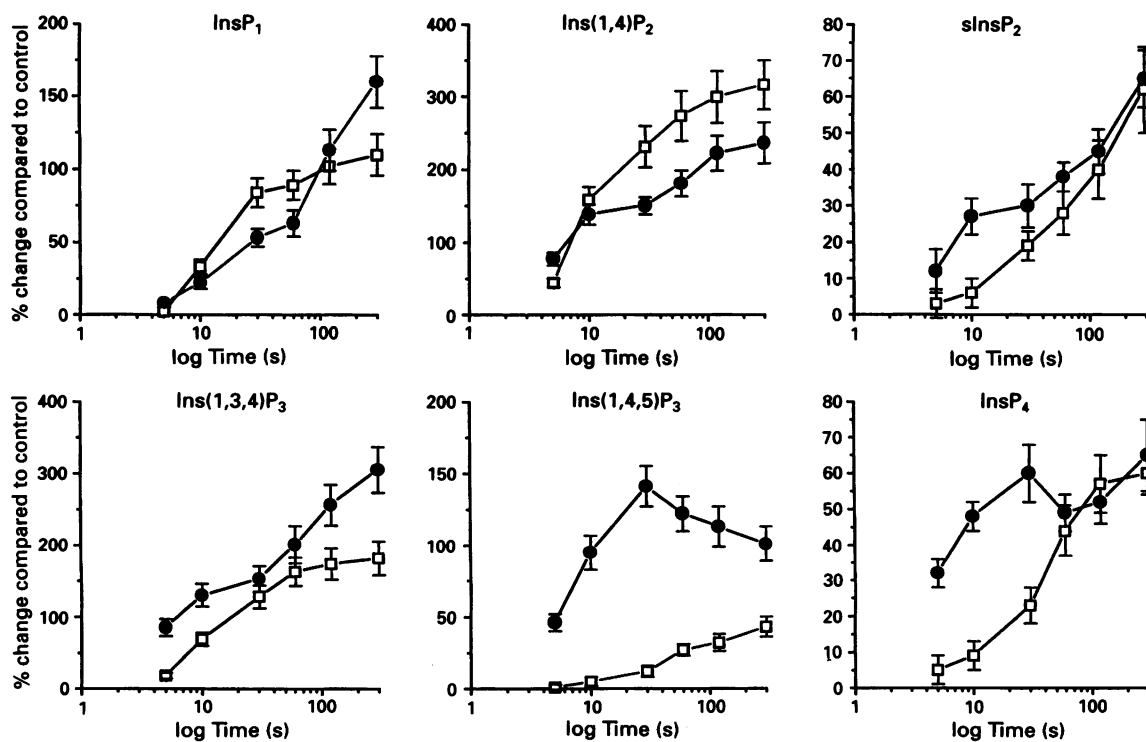 InsP₁
Ins(1,4)P₂
sInsP₂
% change compared to control
200
150
100
50
0
400
300
200
100
0
80
70
60
50
40
30
20
10
0
1 10 100
1 10 100
1 10 100
log Time (s)
log Time (s)
log Time (s)
Ins(1,3,4)P₃
Ins(1,4,5)P₃
InsP₄
% change compared to control
400
300
200
100
0
200
150
100
50
0
80
70
60
50
40
30
20
10
0
1 10 100
1 10 100
1 10 100
log Time (s)
log Time (s)
log Time (s)